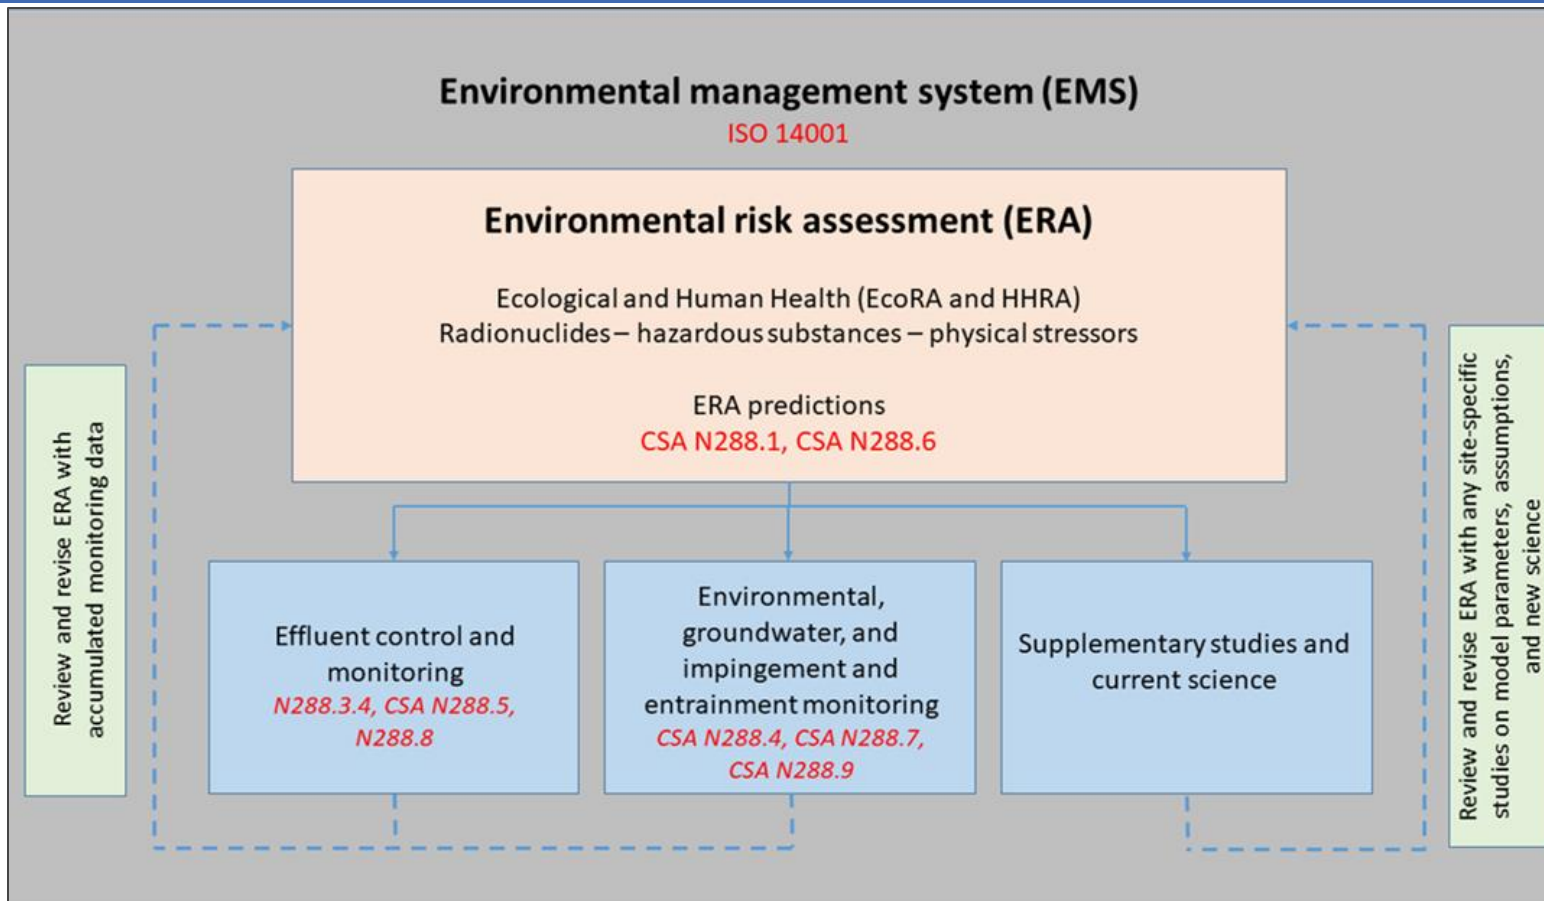 Environmental management system (EMS)
ISO 14001
Environmental risk assessment (ERA)
Ecological and Human Health (EcoRA and HHRA)
Radionuclides – hazardous substances – physical stressors
ERA predictions
CSA N288.1, CSA N288.6
Review and revise ERA with
accumulated monitoring data
Effluent control and
monitoring
N288.3.4, CSA N288.5,
N288.8
Environmental,
groundwater, and
impingement and
entrainment monitoring
CSA N288.4, CSA N288.7,
CSA N288.9
Supplementary studies and
current science
Review and revise ERA with any site-specific
studies on model parameters, assumptions,
and new science